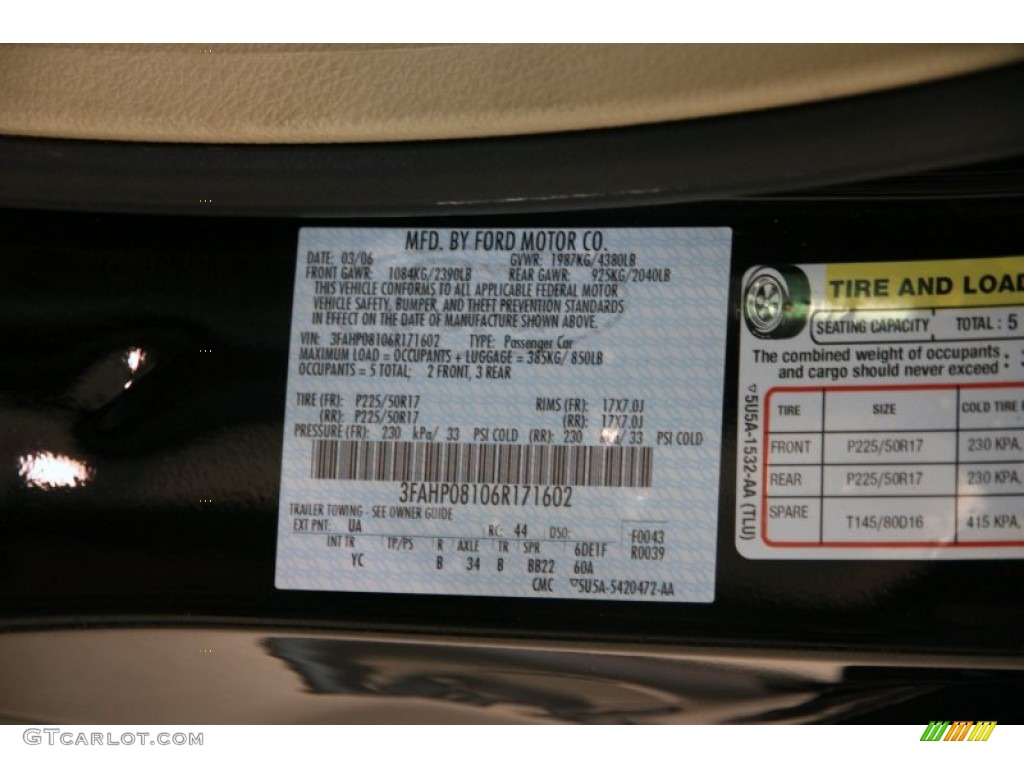 MFD. BY FORD MOTOR CO.
DATE: 03/06 GVWR: 1987KG/4380LB
FRONT GAWR: 1084KG/2390LB REAR GAWR: 925KG/2040LB
THIS VEHICLE CONFORMS TO ALL APPLICABLE FEDERAL MOTOR
VEHICLE SAFETY, BUMPER, AND THEFT PREVENTION STANDARDS
IN EFFECT ON THE DATE OF MANUFACTURE SHOWN ABOVE.
VIN: 3FAHP08106R171602 TYPE: Passenger Car
MAXIMUM LOAD = OCCUPANTS + LUGGAGE = 385KG/ 850LB
OCCUPANTS = 5 TOTAL; 2 FRONT, 3 REAR
TIRE (FR): P225/50R17 RIMS (FR): 17X7.0J
(RR): P225/50R17 (RR): 17X7.0J
PRESSURE (FR): 230 kPa/ 33 PSI COLD (RR): 230 kPa/ 33 PSI COLD
3FAHP08106R171602
TRAILER TOWING - SEE OWNER GUIDE
EXT PNT: UA RC: 44 DSO: F0043
R0039
INT TR TP/PS R AXLE TR SPR 6DE1F
YC B 34 B BB22 60A
CMC ▽5U5A-5420472-AA
TIRE AND LOAD
SEATING CAPACITY TOTAL : 5
The combined weight of occupants
and cargo should never exceed :
▽5U5A-1532-AA (TLU)
TIRE SIZE COLD TIRE
FRONT P225/50R17 230 KPA,
REAR P225/50R17 230 KPA,
SPARE T145/80D16 415 KPA,
GTCarlot.com